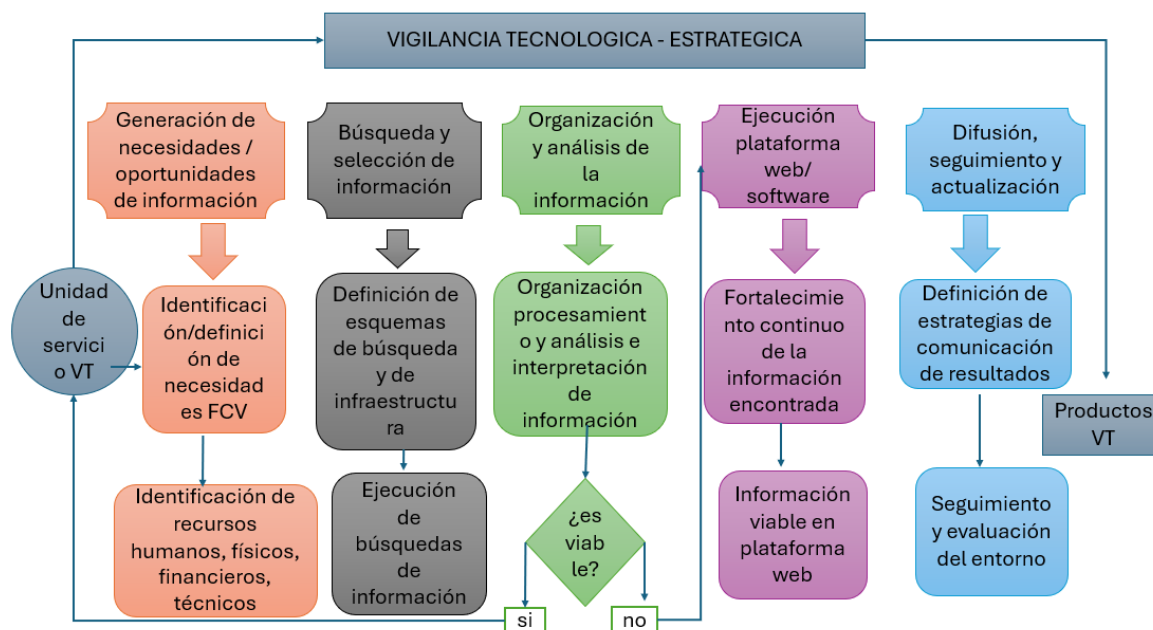 VIGILANCIA TECNOLOGICA - ESTRATEGICA
Generación de
necesidades /
oportunidades
de información
Búsqueda y
selección de
información
Organización
y análisis de
la
información
Ejecución
plataforma
web/
software
Difusión,
seguimiento y
actualización
Unidad
de
servici
o VT
Identificaci
ón/definici
ón de
necesidad
es FCV
Definición de
esquemas
de búsqueda
y de
infraestructu
ra
Organización
procesamient
o y análisis e
interpretación
de
información
Fortalecimie
nto continuo
de la
información
encontrada
Definición de
estrategias de
comunicación
de resultados
Productos
VT
Identificación de
recursos
humanos, físicos,
financieros,
técnicos
Ejecución
de
búsquedas
de
información
¿es
viab
le?
Información
viable en
plataforma
web
Seguimiento
y evaluación
del entorno
si
no